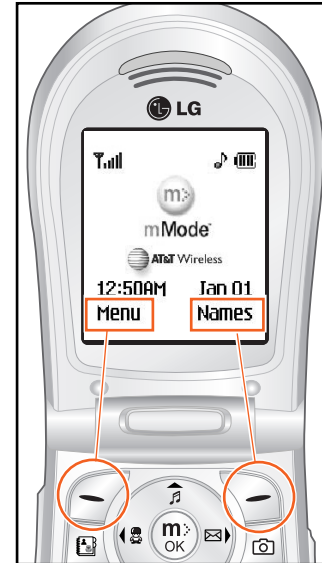 LG
mMode
AT&T Wireless
12:50AM Jan 01
Menu Names
m
OK